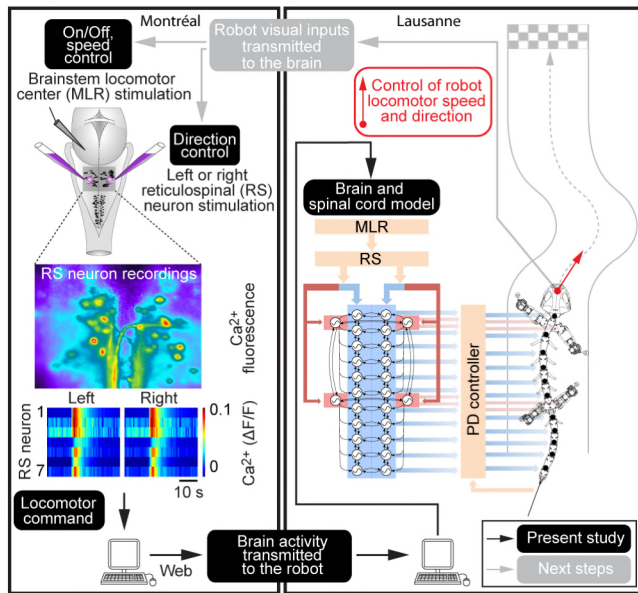 Montréal
Lausanne
On/Off,
speed
control
Robot visual inputs
transmitted
to the brain
Brainstem locomotor
center (MLR) stimulation
Direction
control
Left or right
reticulospinal (RS)
neuron stimulation
Control of robot
locomotor speed
and direction
Brain and
spinal cord model
MLR
RS
RS neuron recordings
Ca2+
fluorescence
PD controller
Left
Right
1
7
RS neuron
0.1
0
Ca2+ (ΔF/F)
10 s
Locomotor
command
Web
Brain activity
transmitted
to the robot
Present study
Next steps